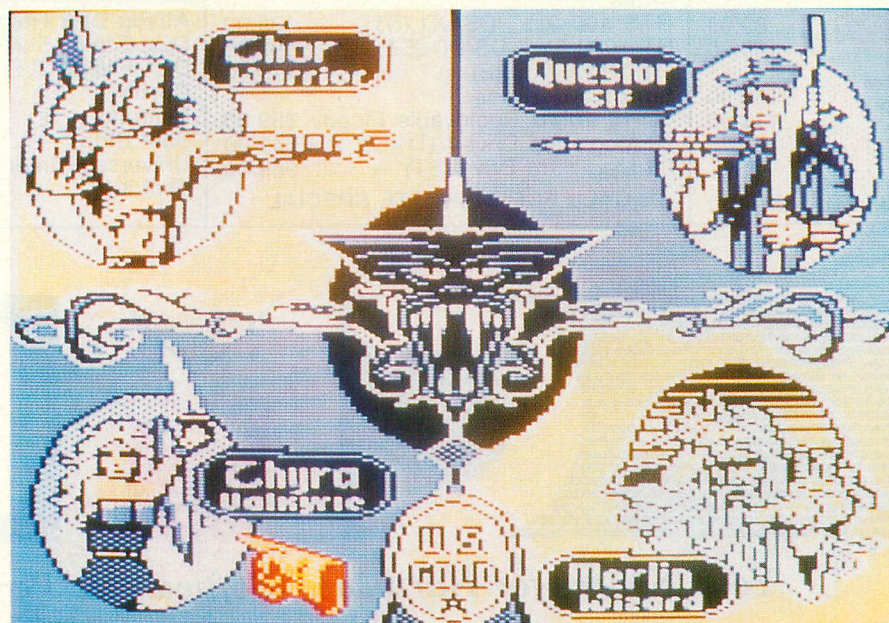 Thor
Warrior
Questor
Elf
Thyra
Valkyrie
U.S.
GOLD
Merlin
Wizard